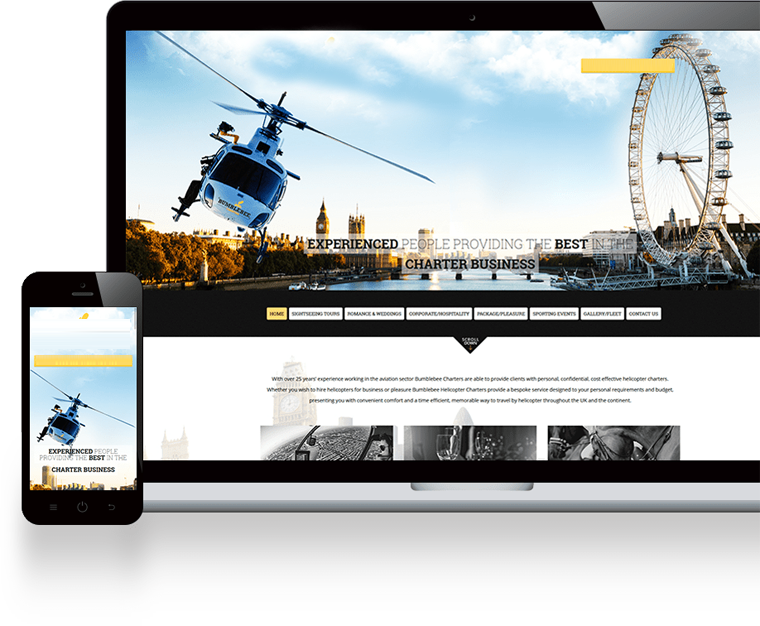 BUMBLEBEE
EXPERIENCED PEOPLE PROVIDING THE BEST IN THE
CHARTER BUSINESS
HOME SIGHTSEEING TOURS ROMANCE & WEDDINGS CORPORATE/HOSPITALITY PACKAGE/PLEASURE SPORTING EVENTS GALLERY/FLEET CONTACT US
SCROLL
DOWN
With over 25 years' experience working in the aviation sector Bumblebee Charters are able to provide clients with personal, confidential, cost effective helicopter charters.
Whether you wish to hire helicopters for business or pleasure Bumblebee Helicopter Charters provide a bespoke service designed to your personal requirements and budget,
presenting you with convenient comfort and a time efficient, memorable way to travel by helicopter throughout the UK and the continent.
EXPERIENCED PEOPLE
PROVIDING THE BEST IN THE
CHARTER BUSINESS